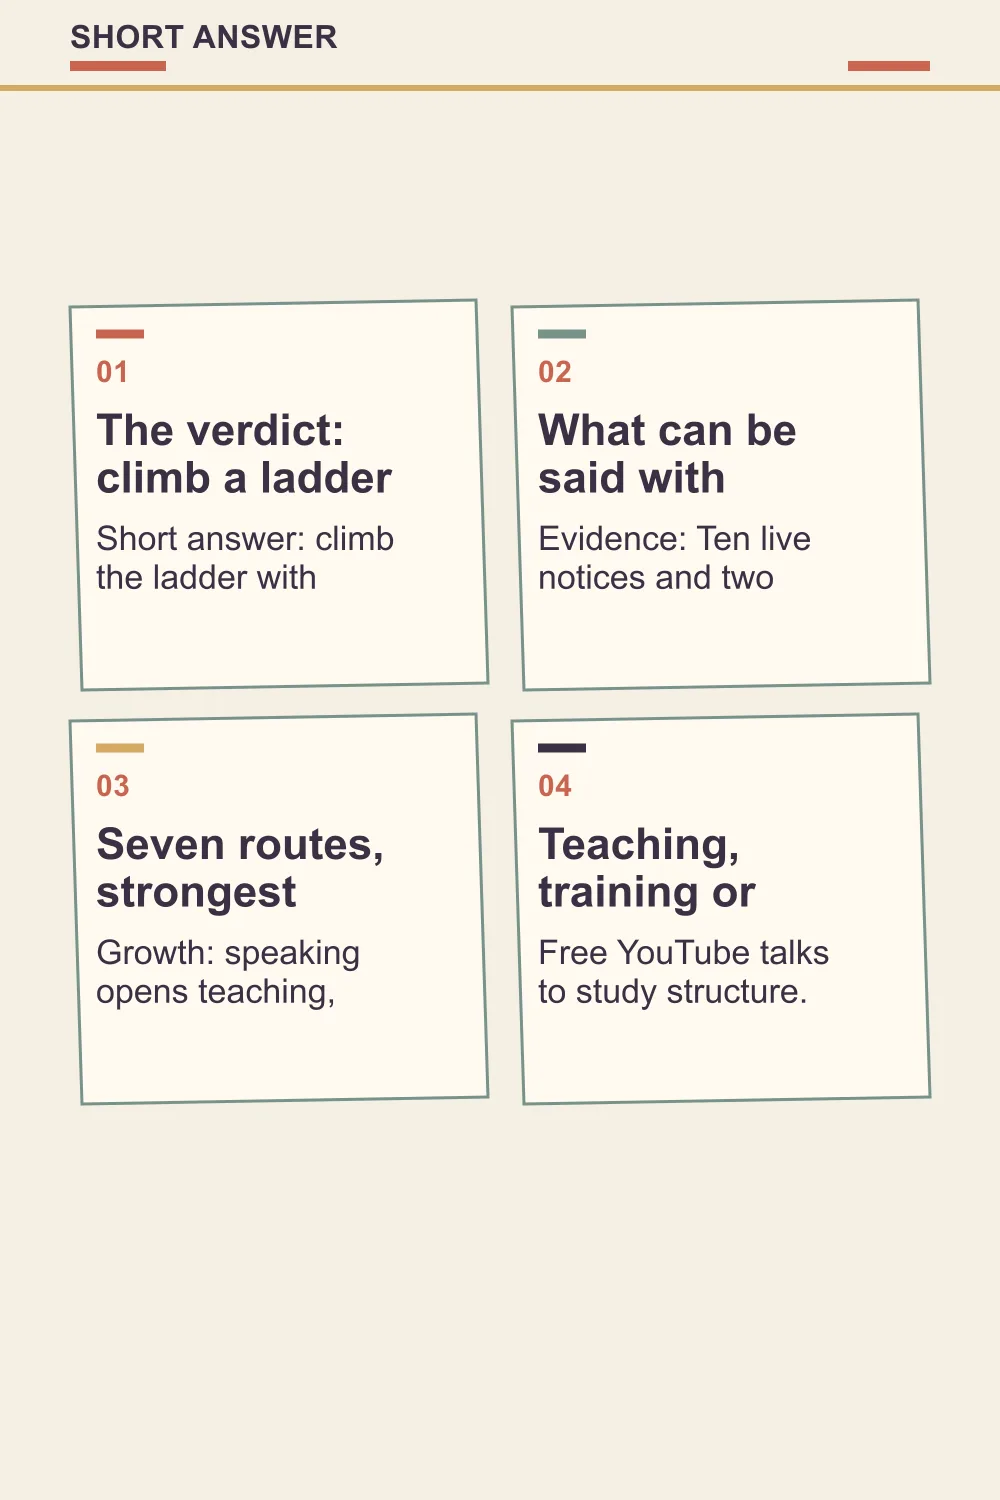 SHORT ANSWER
01
The verdict:
climb a ladder
Short answer: climb
the ladder with
02
What can be
said with
Evidence: Ten live
notices and two
03
Seven routes,
strongest
Growth: speaking
opens teaching,
04
Teaching,
training or
Free YouTube talks
to study structure.